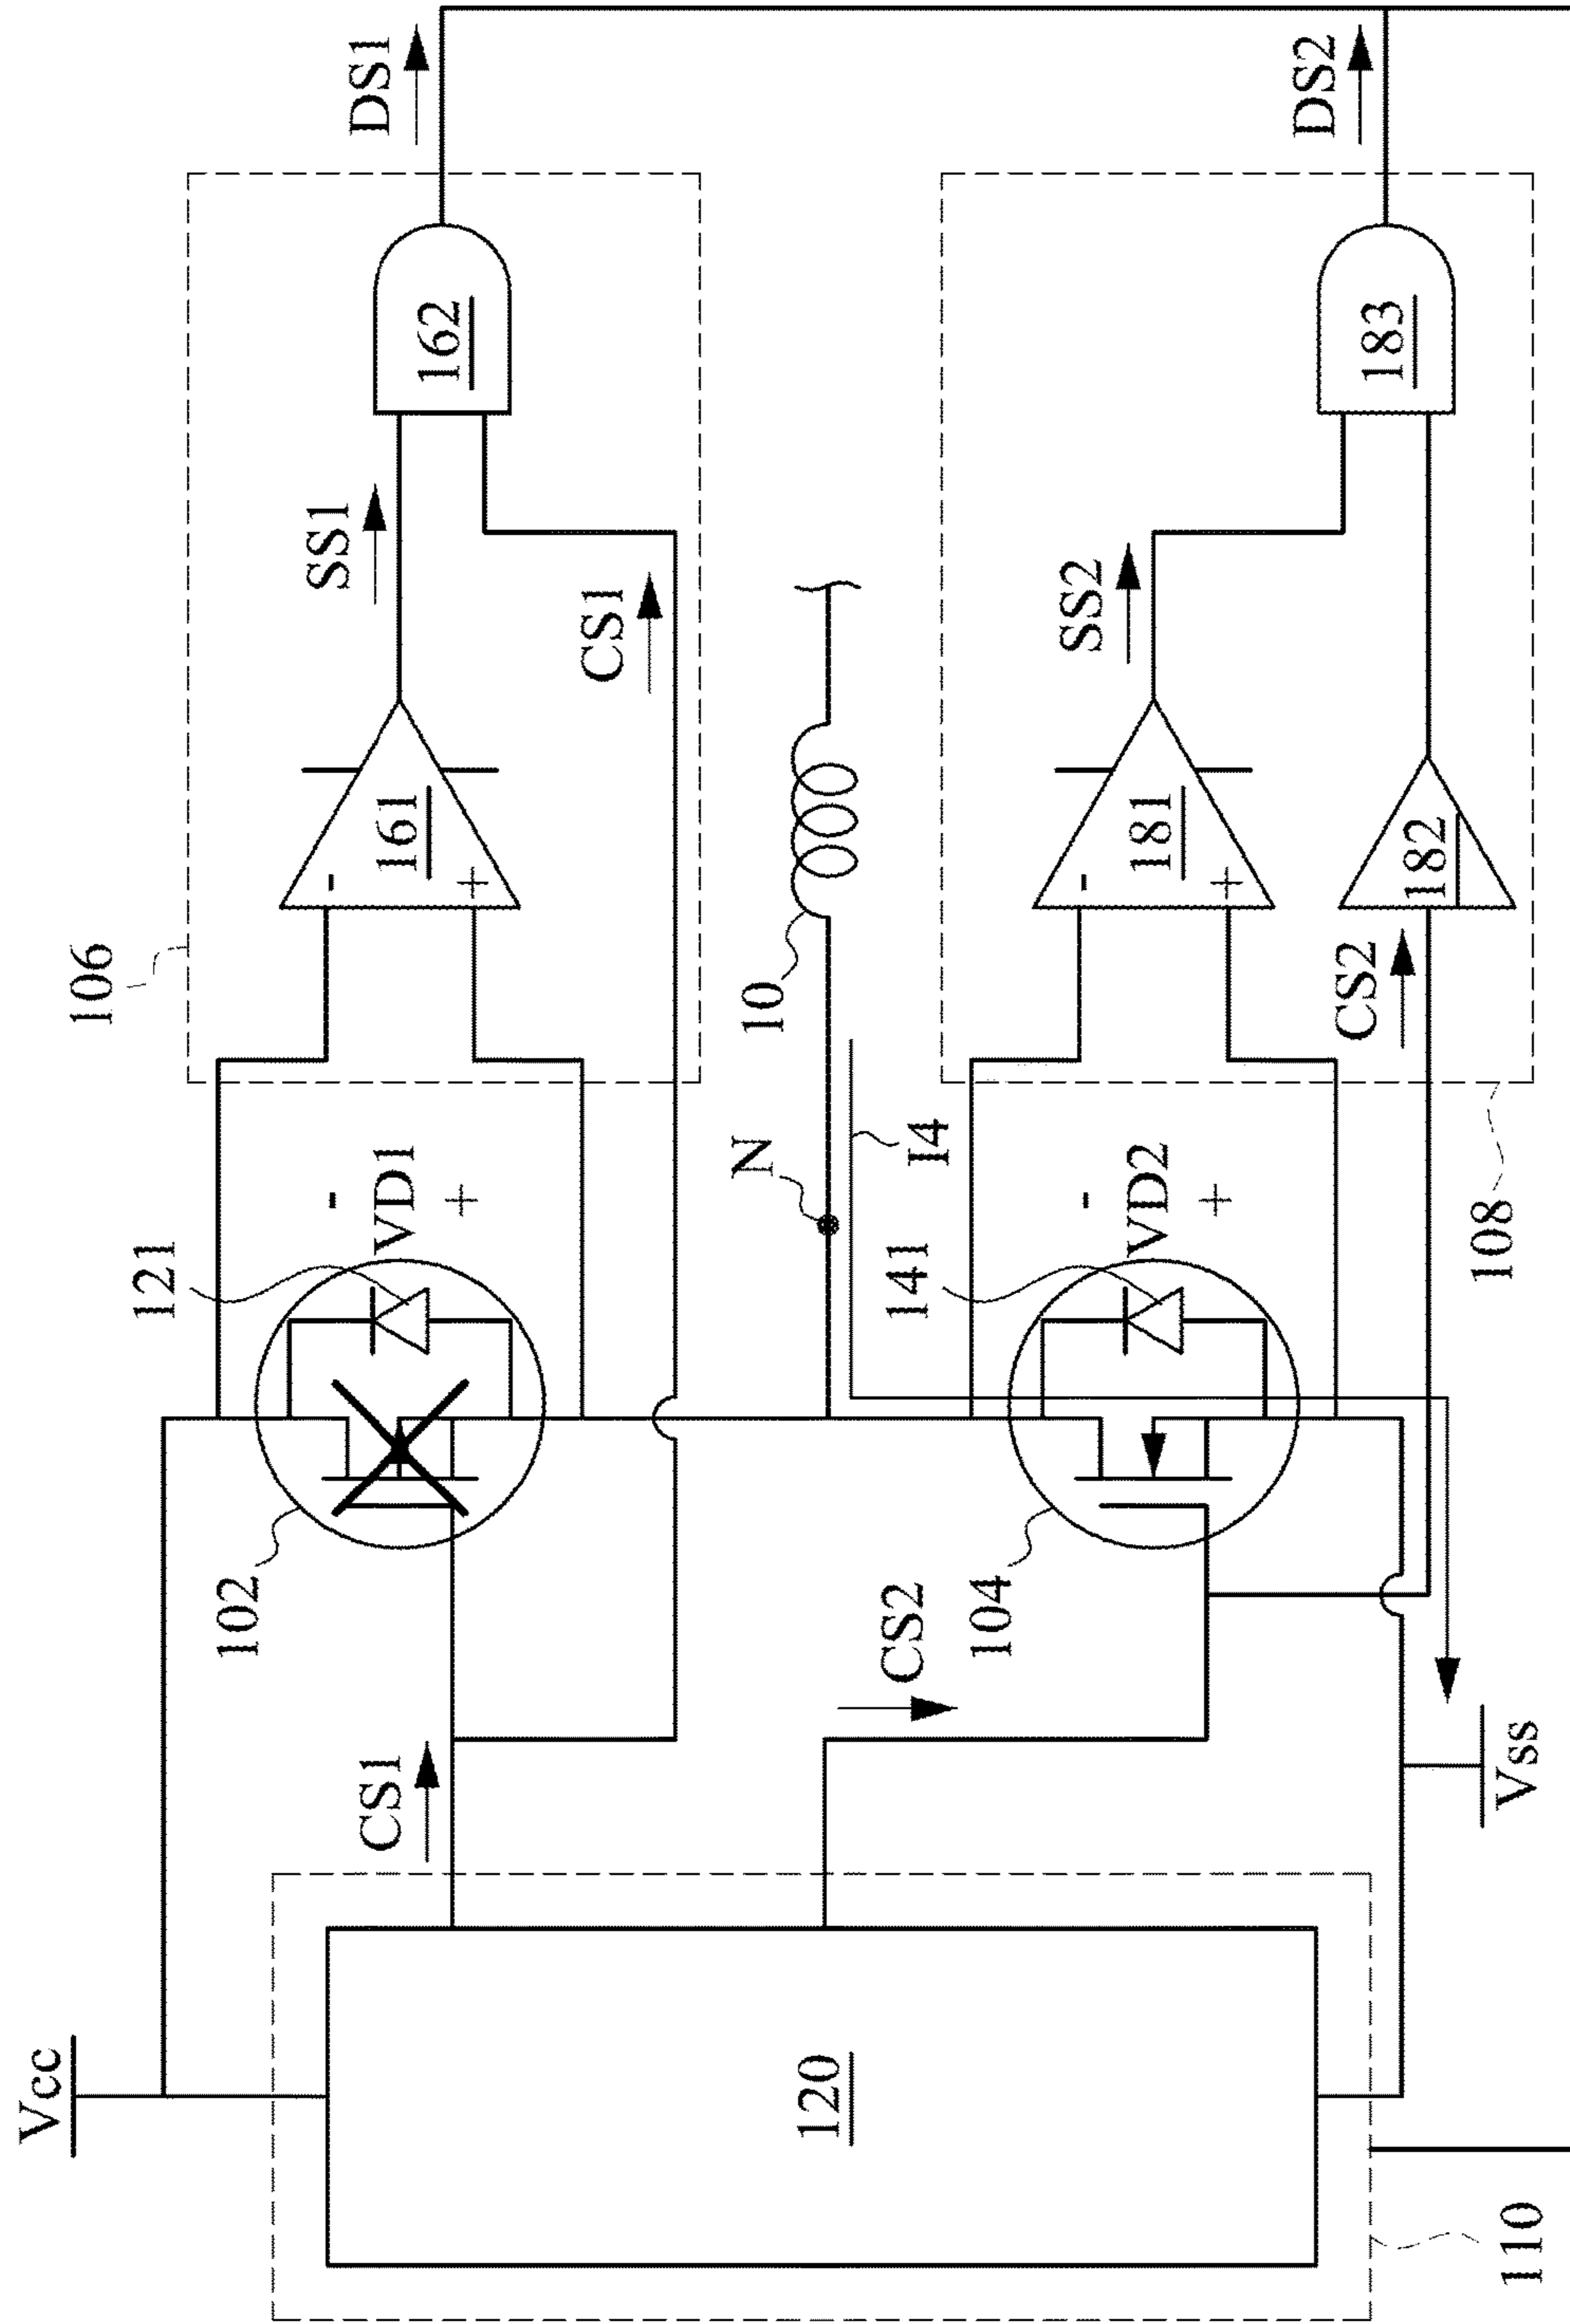 Vcc
110
120
CS1
CS2
Vss
102
121
-
VD1
+
104
141
-
VD2
+
N
I4
10
106
-
161
+
SS1
CS1
162
DS1
108
-
181
+
SS2
CS2
182
183
DS2